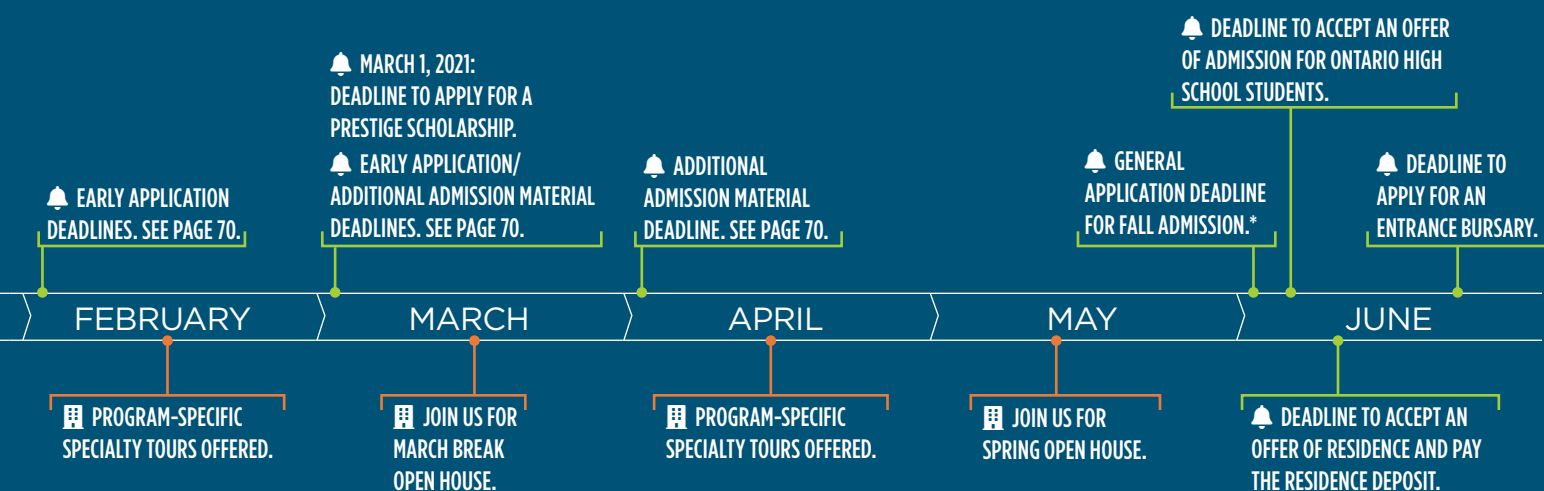 DEADLINE TO ACCEPT AN OFFER
OF ADMISSION FOR ONTARIO HIGH
SCHOOL STUDENTS.
MARCH 1, 2021:
DEADLINE TO APPLY FOR A
PRESTIGE SCHOLARSHIP.
EARLY APPLICATION/
ADDITIONAL ADMISSION MATERIAL
DEADLINES. SEE PAGE 70.
EARLY APPLICATION
DEADLINES. SEE PAGE 70.
ADDITIONAL
ADMISSION MATERIAL
DEADLINE. SEE PAGE 70.
GENERAL
APPLICATION DEADLINE
FOR FALL ADMISSION.*
DEADLINE TO
APPLY FOR AN
ENTRANCE BURSARY.
FEBRUARY
MARCH
APRIL
MAY
JUNE
PROGRAM-SPECIFIC
SPECIALTY TOURS OFFERED.
JOIN US FOR
MARCH BREAK
OPEN HOUSE.
PROGRAM-SPECIFIC
SPECIALTY TOURS OFFERED.
JOIN US FOR
SPRING OPEN HOUSE.
DEADLINE TO ACCEPT AN
OFFER OF RESIDENCE AND PAY
THE RESIDENCE DEPOSIT.